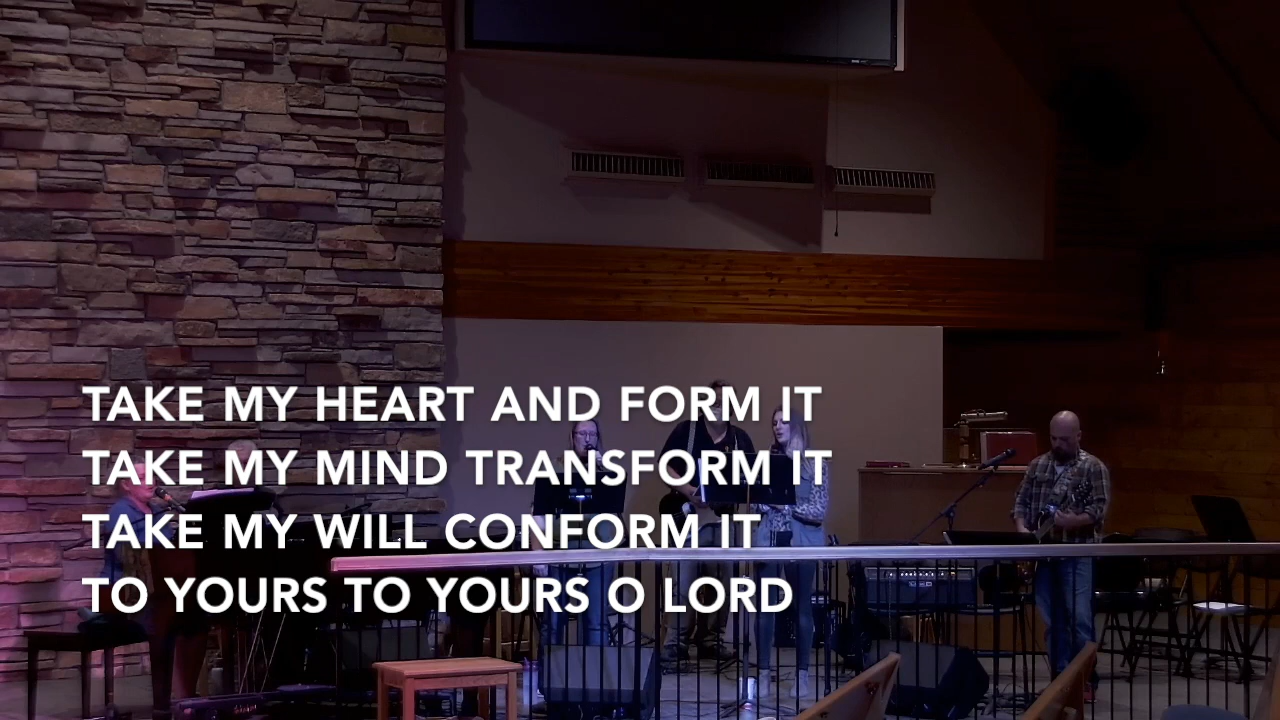 TAKE MY HEART AND FORM IT
TAKE MY MIND TRANSFORM IT
TAKE MY WILL CONFORM IT
TO YOURS TO YOURS O LORD